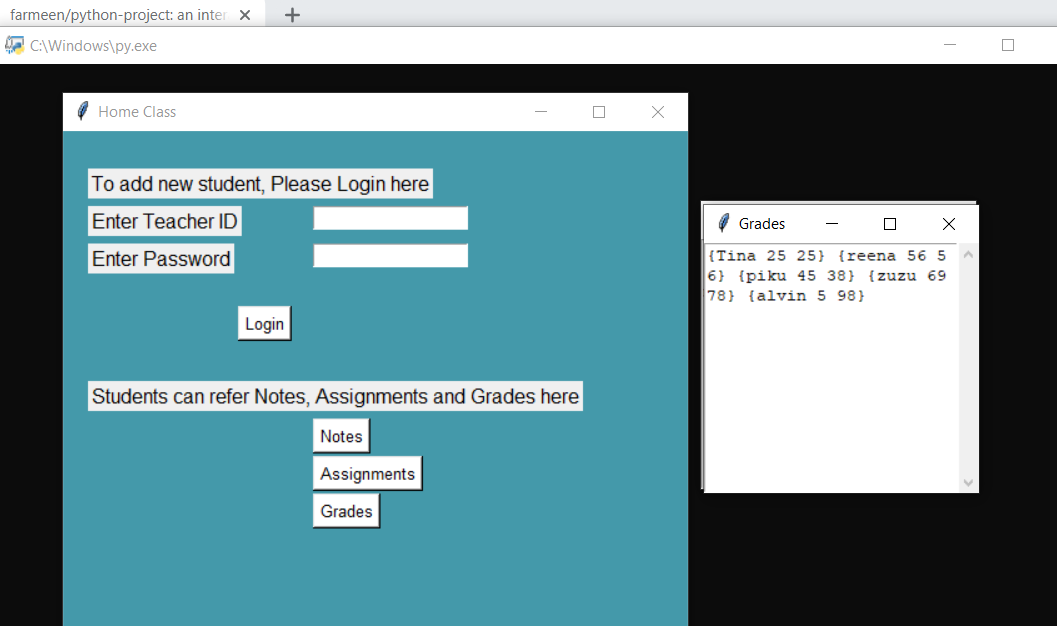 farmeen/python-project: an inter
C:\Windows\py.exe
Home Class
To add new student, Please Login here
Enter Teacher ID
Enter Password
Login
Students can refer Notes, Assignments and Grades here
Notes
Assignments
Grades
Grades
{Tina 25 25} {reena 56 5
6} {piku 45 38} {zuzu 69
78} {alvin 5 98}